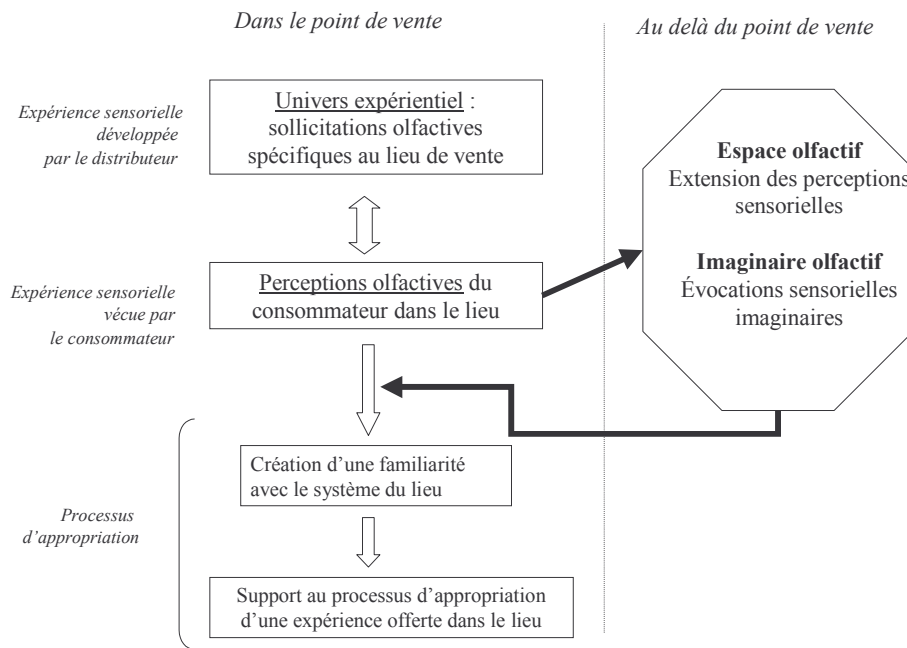 Dans le point de vente
Au delà du point de vente
Expérience sensorielle
développée
par le distributeur
Univers expérientiel :
sollicitations olfactives
spécifiques au lieu de vente
Espace olfactif
Extension des perceptions
sensorielles
Imaginaire olfactif
Évocations sensorielles
imaginaires
Expérience sensorielle
vécue par
le consommateur
Perceptions olfactives du
consommateur dans le lieu
Création d’une familiarité
avec le système du lieu
Processus
d’appropriation
Support au processus d’appropriation
d’une expérience offerte dans le lieu